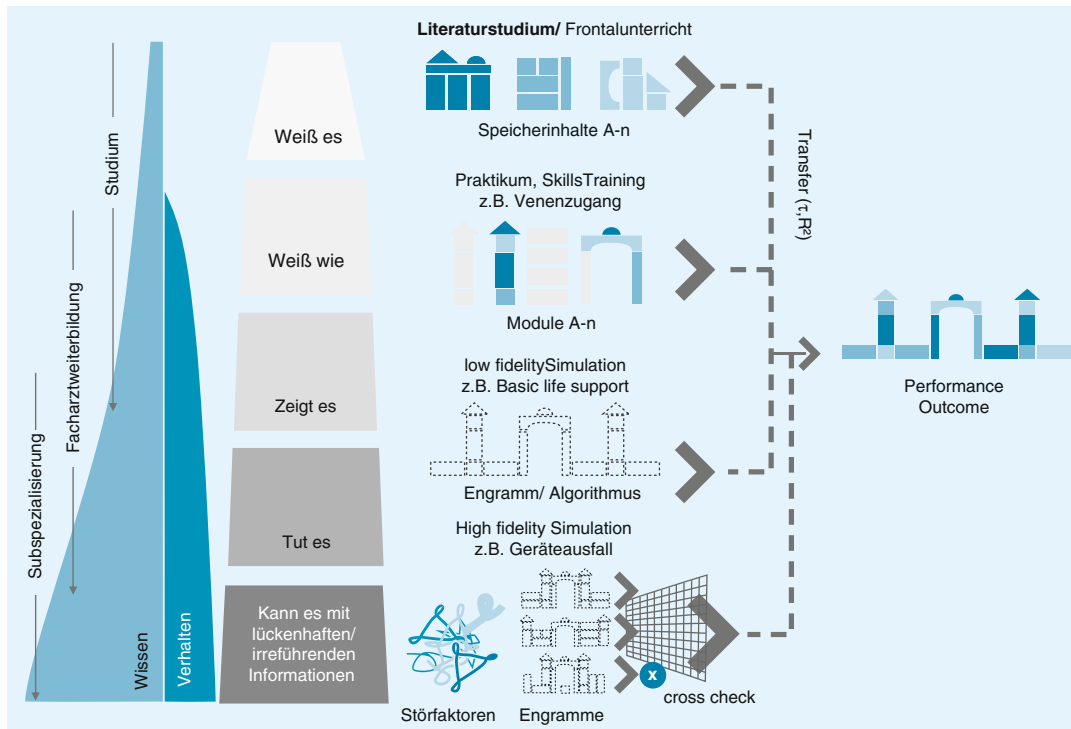 Literaturstudium/ Frontalunterricht
Speicherinhalte A-n
Praktikum, SkillsTraining
z.B. Venenzugang
Module A-n
low fidelitySimulation
z.B. Basic life support
Engramm/ Algorithmus
High fidelity Simulation
z.B. Geräteausfall
Störfaktoren
Engramme
x
cross check
Studium
Facharztweiterbildung
Subspezialisierung
Wissen
Verhalten
Weiß es
Weiß wie
Zeigt es
Tut es
Kann es mit
lückenhaften/
irreführenden
Informationen
Transfer (τ,R²)
Performance
Outcome